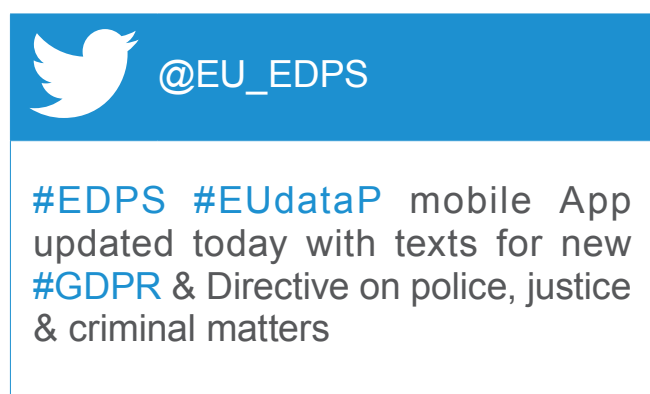 @EU_EDPS
#EDPS #EUdataP mobile App
updated today with texts for new
#GDPR & Directive on police, justice
& criminal matters